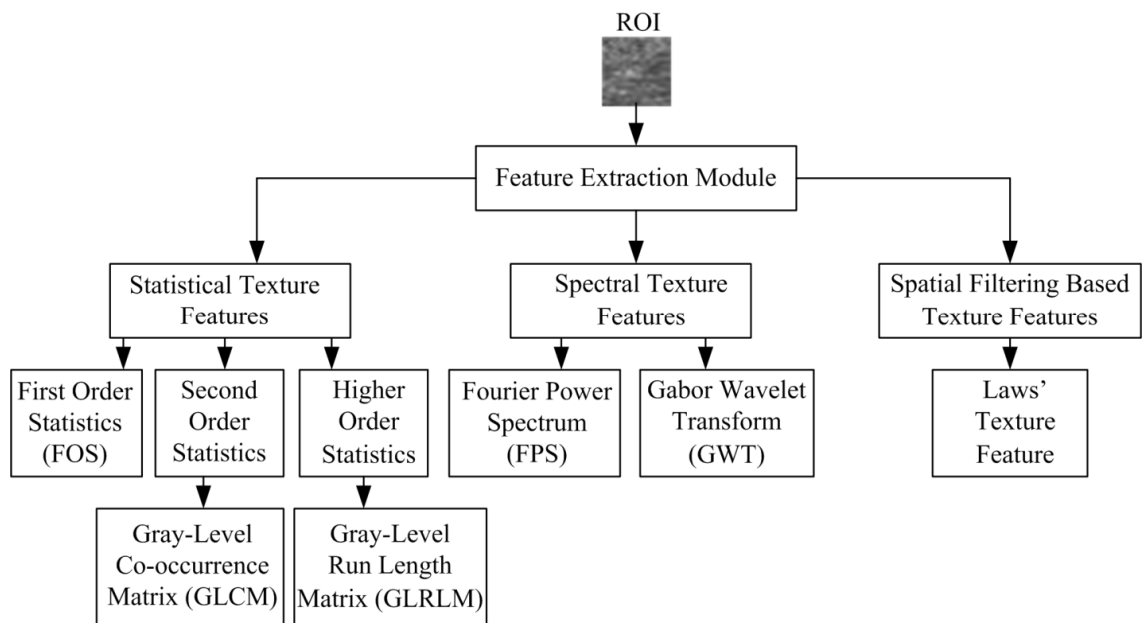 ROI
Feature Extraction Module
Statistical Texture
Features
Spectral Texture
Features
Spatial Filtering Based
Texture Features
First Order
Statistics
(FOS)
Second
Order
Statistics
Higher
Order
Statistics
Fourier Power
Spectrum
(FPS)
Gabor Wavelet
Transform
(GWT)
Laws’
Texture
Feature
Gray-Level
Co-occurrence
Matrix (GLCM)
Gray-Level
Run Length
Matrix (GLRLM)